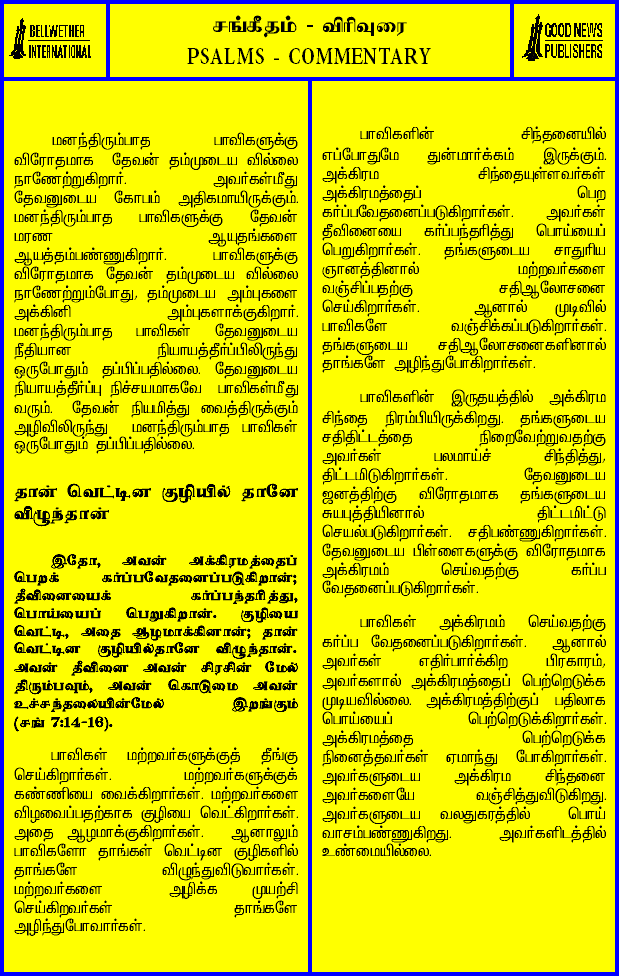 BELLWETHER
INTERNATIONAL
சங்கீதம் - விரிவுரை
PSALMS - COMMENTARY
GOOD NEWS
PUBLISHERS
மனந்திரும்பாத பாவிகளுக்கு
விரோதமாக தேவன் தம்முடைய வில்லை
நாணேற்றுகிறார். அவர்கள்மீது
தேவனுடைய கோபம் அதிகமாயிருக்கும்.
மனந்திரும்பாத பாவிகளுக்கு தேவன்
மரண ஆயுதங்களை
ஆயத்தம்பண்ணுகிறார். பாவிகளுக்கு
விரோதமாக தேவன் தம்முடைய வில்லை
நாணேற்றும்போது, தம்முடைய அம்புகளை
அக்கினி அம்புகளாக்குகிறார்.
மனந்திரும்பாத பாவிகள் தேவனுடைய
நீதியான நியாயத்தீர்ப்பிலிருந்து
ஒருபோதும் தப்பிப்பதில்லை. தேவனுடைய
நியாயத்தீர்ப்பு நிச்சயமாகவே பாவிகள்மீது
வரும். தேவன் நியமித்து வைத்திருக்கும்
அழிவிலிருந்து மனந்திரும்பாத பாவிகள்
ஒருபோதும் தப்பிப்பதில்லை.
தான் வெட்டின குழியில் தானே
விழுந்தான்
இதோ, அவன் அக்கிரமத்தைப்
பெறக் கர்ப்பவேதனைப்படுகிறான்;
தீவினையைக் கர்ப்பந்தரித்து,
பொய்யைப் பெறுகிறான். குழியை
வெட்டி, அதை ஆழமாக்கினான்; தான்
வெட்டின குழியில்தானே விழுந்தான்.
அவன் தீவினை அவன் சிரசின் மேல்
திரும்பவும், அவன் கொடுமை அவன்
உச்சந்தலையின்மேல் இறங்கும்
(சங் 7:14-16).
பாவிகள் மற்றவர்களுக்குத் தீங்கு
செய்கிறார்கள். மற்றவர்களுக்குக்
கண்ணியை வைக்கிறார்கள். மற்றவர்களை
விழவைப்பதற்காக குழியை வெட்கிறார்கள்.
அதை ஆழமாக்குகிறார்கள். ஆனாலும்
பாவிகளோ தாங்கள் வெட்டின குழிகளில்
தாங்களே விழுந்துவிடுவார்கள்.
மற்றவர்களை அழிக்க முயற்சி
செய்கிறவர்கள் தாங்களே
அழிந்துபோவார்கள்.
பாவிகளின் சிந்தனையில்
எப்போதுமே துன்மார்க்கம் இருக்கும்.
அக்கிரம சிந்தையுள்ளவர்கள்
அக்கிரமத்தைப் பெற
கர்ப்பவேதனைப்படுகிறார்கள். அவர்கள்
தீவினையை கர்ப்பந்தரித்து பொய்யைப்
பெறுகிறார்கள். தங்களுடைய சாதுரிய
ஞானத்தினால் மற்றவர்களை
வஞ்சிப்பதற்கு சதிஆலோசனை
செய்கிறார்கள். ஆனால் முடிவில்
பாவிகளே வஞ்சிக்கப்படுகிறார்கள்.
தங்களுடைய சதிஆலோசனைகளினால்
தாங்களே அழிந்துபோகிறார்கள்.
பாவிகளின் இருதயத்தில் அக்கிரம
சிந்தை நிரம்பியிருக்கிறது. தங்களுடைய
சதிதிட்டத்தை நிறைவேற்றுவதற்கு
அவர்கள் பலமாய்ச் சிந்தித்து,
திட்டமிடுகிறார்கள். தேவனுடைய
ஜனத்திற்கு விரோதமாக தங்களுடைய
சுயபுத்தியினால் திட்டமிட்டு
செயல்படுகிறார்கள். சதிபண்ணுகிறார்கள்.
தேவனுடைய பிள்ளைகளுக்கு விரோதமாக
அக்கிரமம் செய்வதற்கு கர்ப்ப
வேதனைப்படுகிறார்கள்.
பாவிகள் அக்கிரமம் செய்வதற்கு
கர்ப்ப வேதனைப்படுகிறார்கள். ஆனால்
அவர்கள் எதிர்பார்க்கிற பிரகாரம்,
அவர்களால் அக்கிரமத்தைப் பெற்றெடுக்க
முடியவில்லை. அக்கிரமத்திற்குப் பதிலாக
பொய்யைப் பெற்றெடுக்கிறார்கள்.
அக்கிரமத்தை பெற்றெடுக்க
நினைத்தவர்கள் ஏமாந்து போகிறார்கள்.
அவர்களுடைய அக்கிரம சிந்தனை
அவர்களையே வஞ்சித்துவிடுகிறது.
அவர்களுடைய வலதுகரத்தில் பொய்
வாசம்பண்ணுகிறது. அவர்களிடத்தில்
உண்மையில்லை.